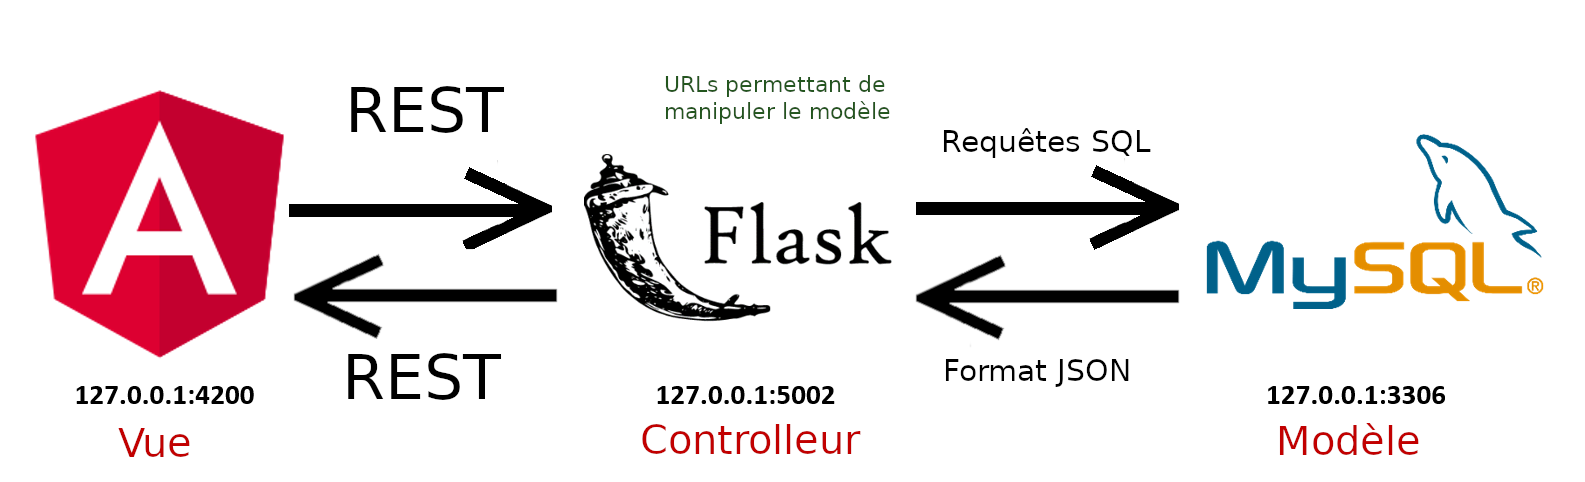 REST
URLs permettant de
manipuler le modèle
Requêtes SQL
A
Flask
MySQL®
REST
Format JSON
127.0.0.1:4200
127.0.0.1:5002
127.0.0.1:3306
Vue
Controlleur
Modèle